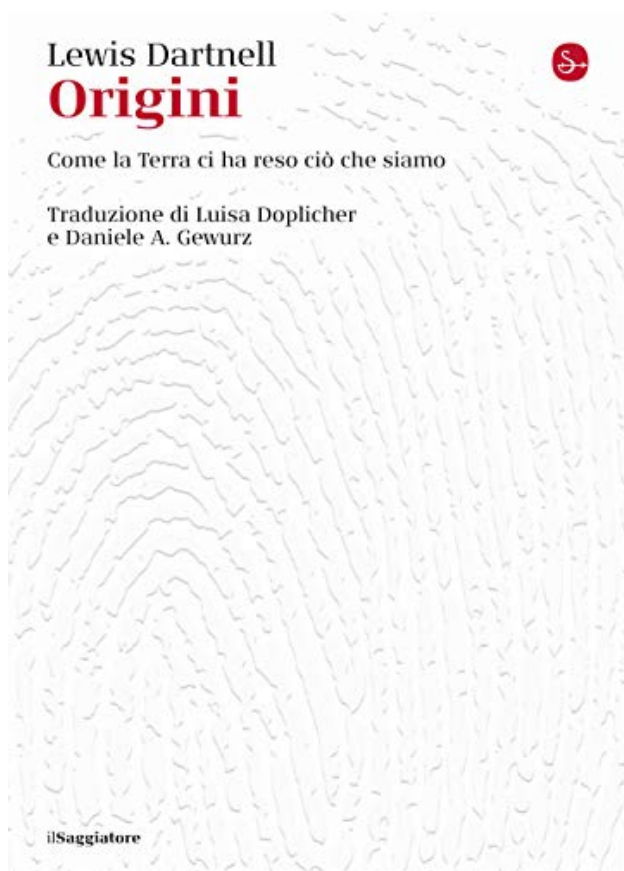 Lewis Dartnell
Origini
Come la Terra ci ha reso ciò che siamo
Traduzione di Luisa Doplicher
e Daniele A. Gewurz
ilSaggiatore